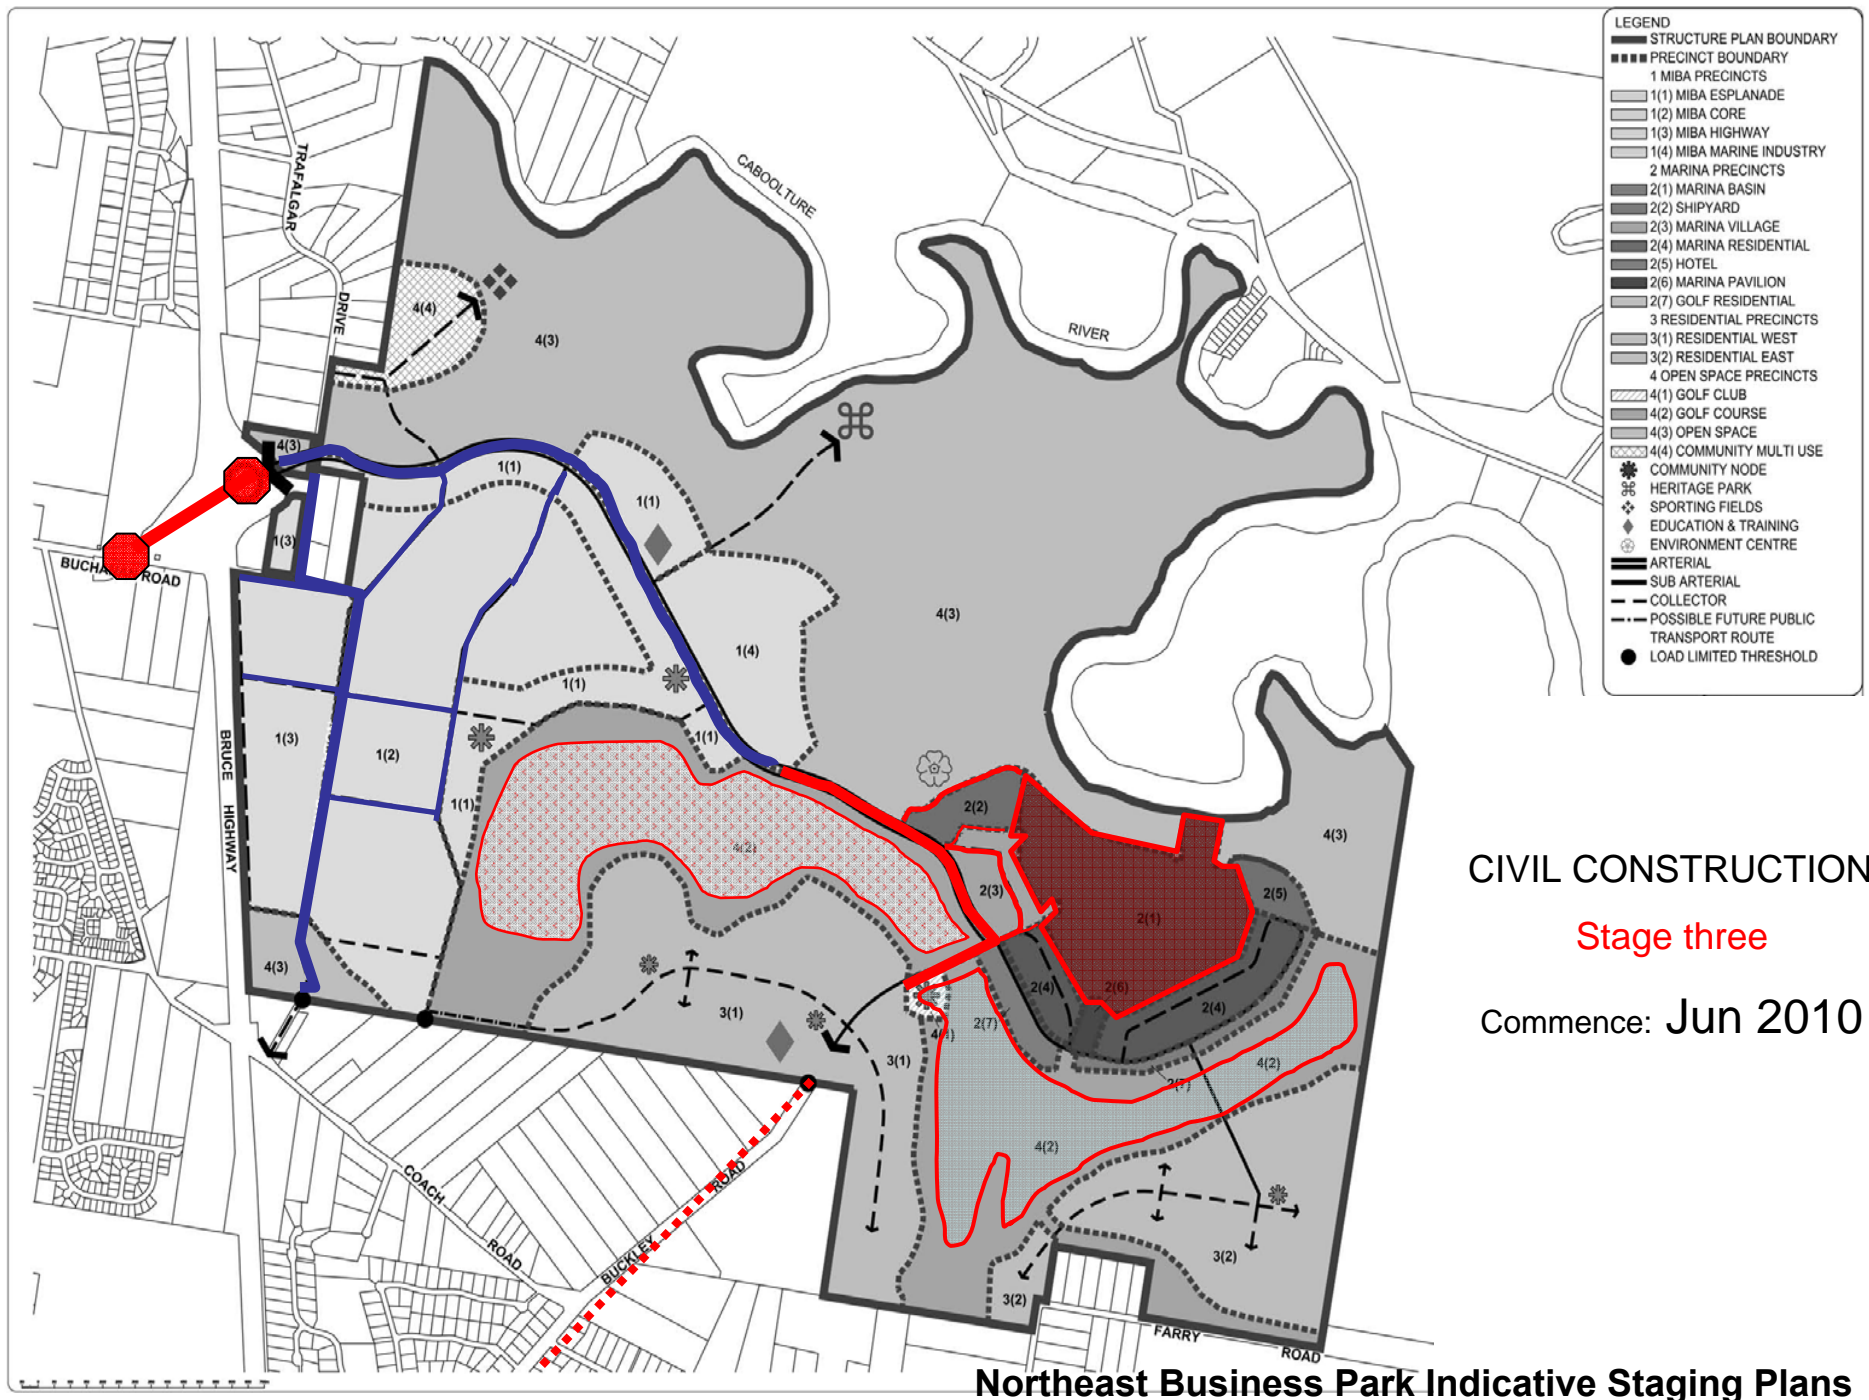 LEGEND
STRUCTURE PLAN BOUNDARY
PRECINCT BOUNDARY
1 MIBA PRECINCTS
1(1) MIBA ESPLANADE
1(2) MIBA CORE
1(3) MIBA HIGHWAY
1(4) MIBA MARINE INDUSTRY
2 MARINA PRECINCTS
2(1) MARINA BASIN
2(2) SHIPYARD
2(3) MARINA VILLAGE
2(4) MARINA RESIDENTIAL
2(5) HOTEL
2(6) MARINA PAVILION
2(7) GOLF RESIDENTIAL
3 RESIDENTIAL PRECINCTS
3(1) RESIDENTIAL WEST
3(2) RESIDENTIAL EAST
4 OPEN SPACE PRECINCTS
4(1) GOLF CLUB
4(2) GOLF COURSE
4(3) OPEN SPACE
4(4) COMMUNITY MULTI USE
COMMUNITY NODE
HERITAGE PARK
SPORTING FIELDS
EDUCATION & TRAINING
ENVIRONMENT CENTRE
ARTERIAL
SUB ARTERIAL
COLLECTOR
POSSIBLE FUTURE PUBLIC
TRANSPORT ROUTE
LOAD LIMITED THRESHOLD
TRAFALGAR
DRIVE
CABOOLTURE
RIVER
4(4)
4(3)
4(3)
1(1)
1(1)
1(3)
ROAD
4(3)
1(4)
1(1)
1(1)
1(3)
1(2)
BRUCE
HIGHWAY
1(1)
4(2)
2(2)
4(3)
2(3)
2(5)
2(1)
4(3)
2(4)
2(6)
2(4)
3(1)
2(7)
3(1)
4(2)
2(7)
4(2)
COACH
ROAD
BUCKLEY
ROAD
3(2)
3(2)
FARRY
ROAD
CIVIL CONSTRUCTION
Stage three
Commence: Jun 2010
Northeast Business Park Indicative Staging Plans